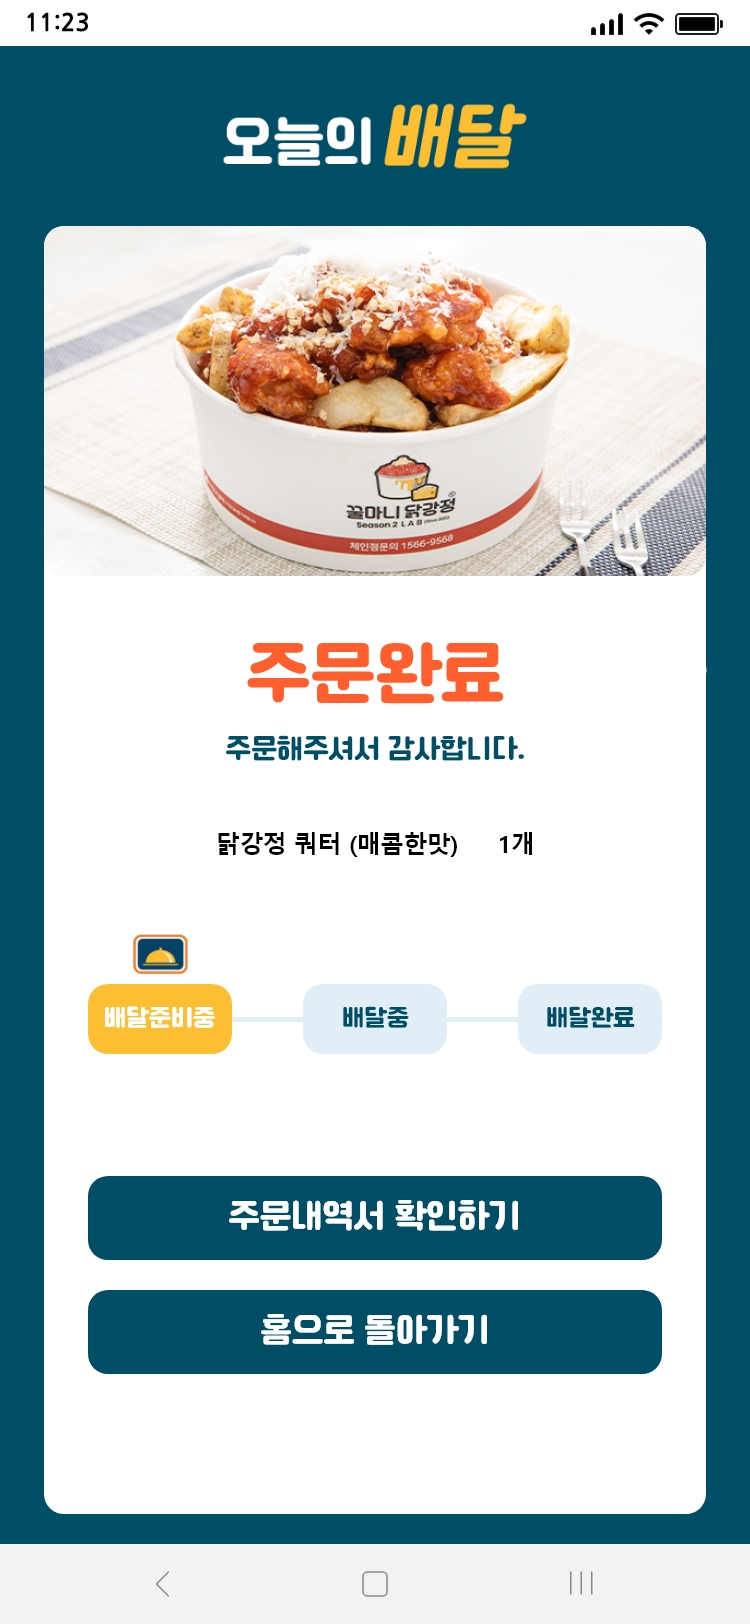 11:23
오늘의 배달
꿀마니 닭강정
Season 2 LAB
체인점문의 1566-9568
주문완료
주문해주셔서 감사합니다.
닭강정 쿼터 (매콤한맛) 1개
배달준비중 배달중 배달완료
주문내역서 확인하기
홈으로 돌아가기